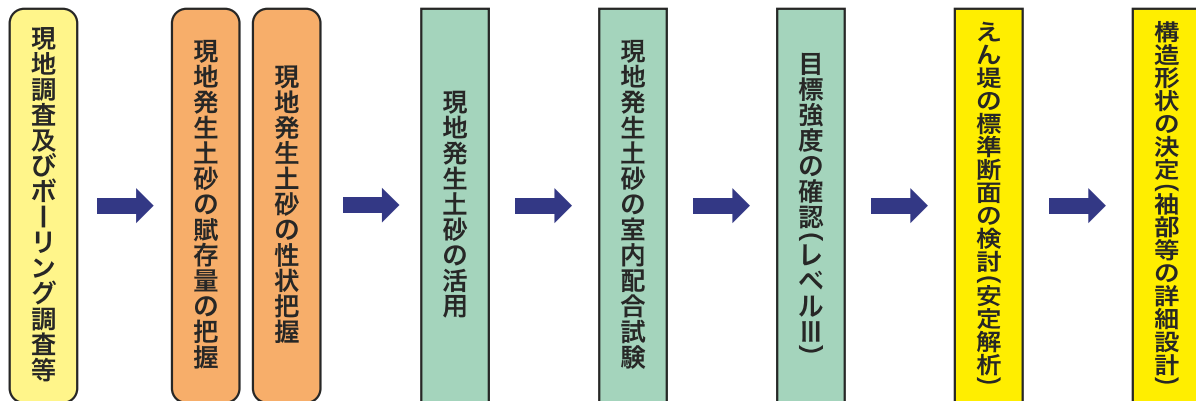 現地調査及びボーリング調査等
現地発生土砂の賦存量の把握
現地発生土砂の性状把握
現地発生土砂の活用
現地発生土砂の室内配合試験
目標強度の確認(レベルⅢ)
えん堤の標準断面の検討(安定解析)
構造形状の決定(袖部等の詳細設計)